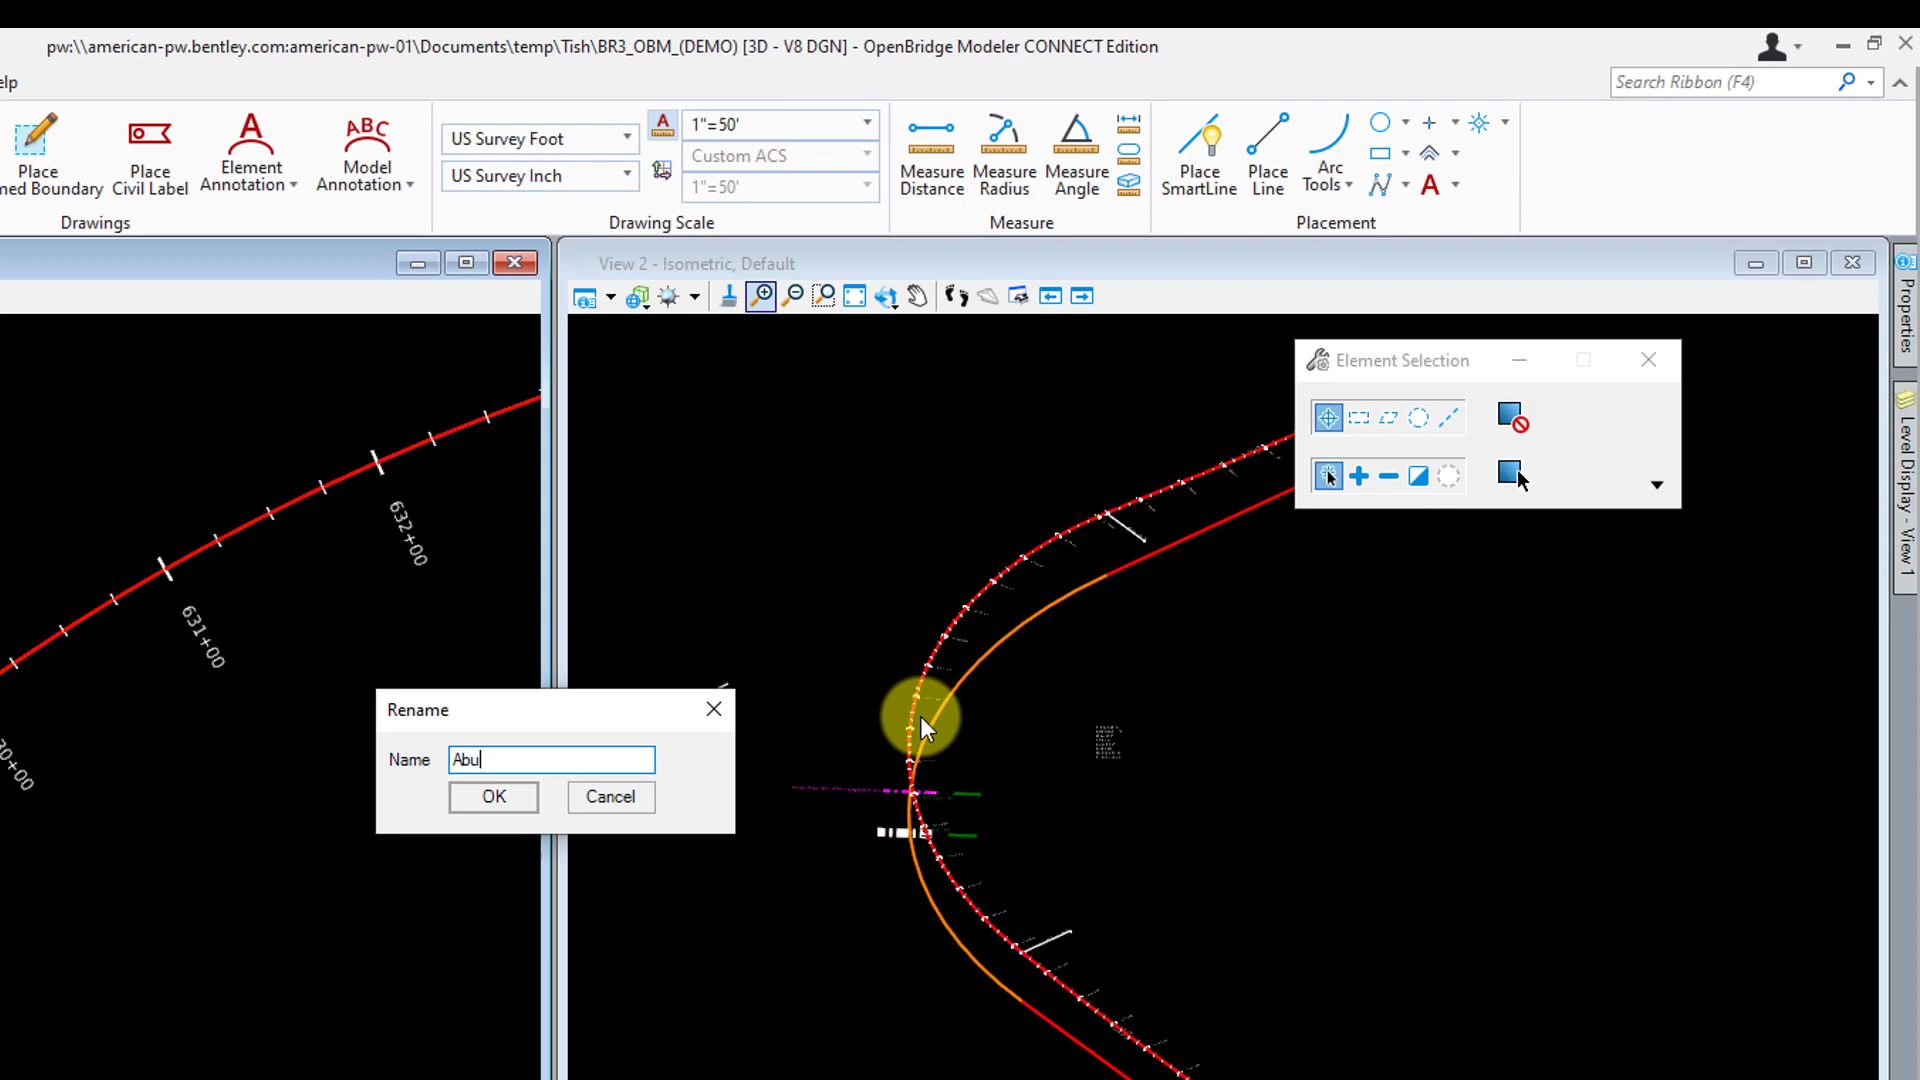 pw:\\american-pw.bentley.com:american-pw-01\Documents\temp\Tish\BR3_OBM_(DEMO) [3D - V8 DGN] - OpenBridge Modeler CONNECT Edition
elp
Search Ribbon (F4)
Place
ed Boundary
Place
Civil Label
Element
Annotation
Model
Annotation
Drawings
US Survey Foot
US Survey Inch
1"=50'
Custom ACS
1"=50'
Drawing Scale
Measure
Distance
Measure
Radius
Measure
Angle
Measure
Place
SmartLine
Place
Line
Arc
Tools
Placement
View 2 - Isometric, Default
Properties
Level Display - View 1
Element Selection
632+00
631+00
30+00
Rename
Name
Abu
OK
Cancel